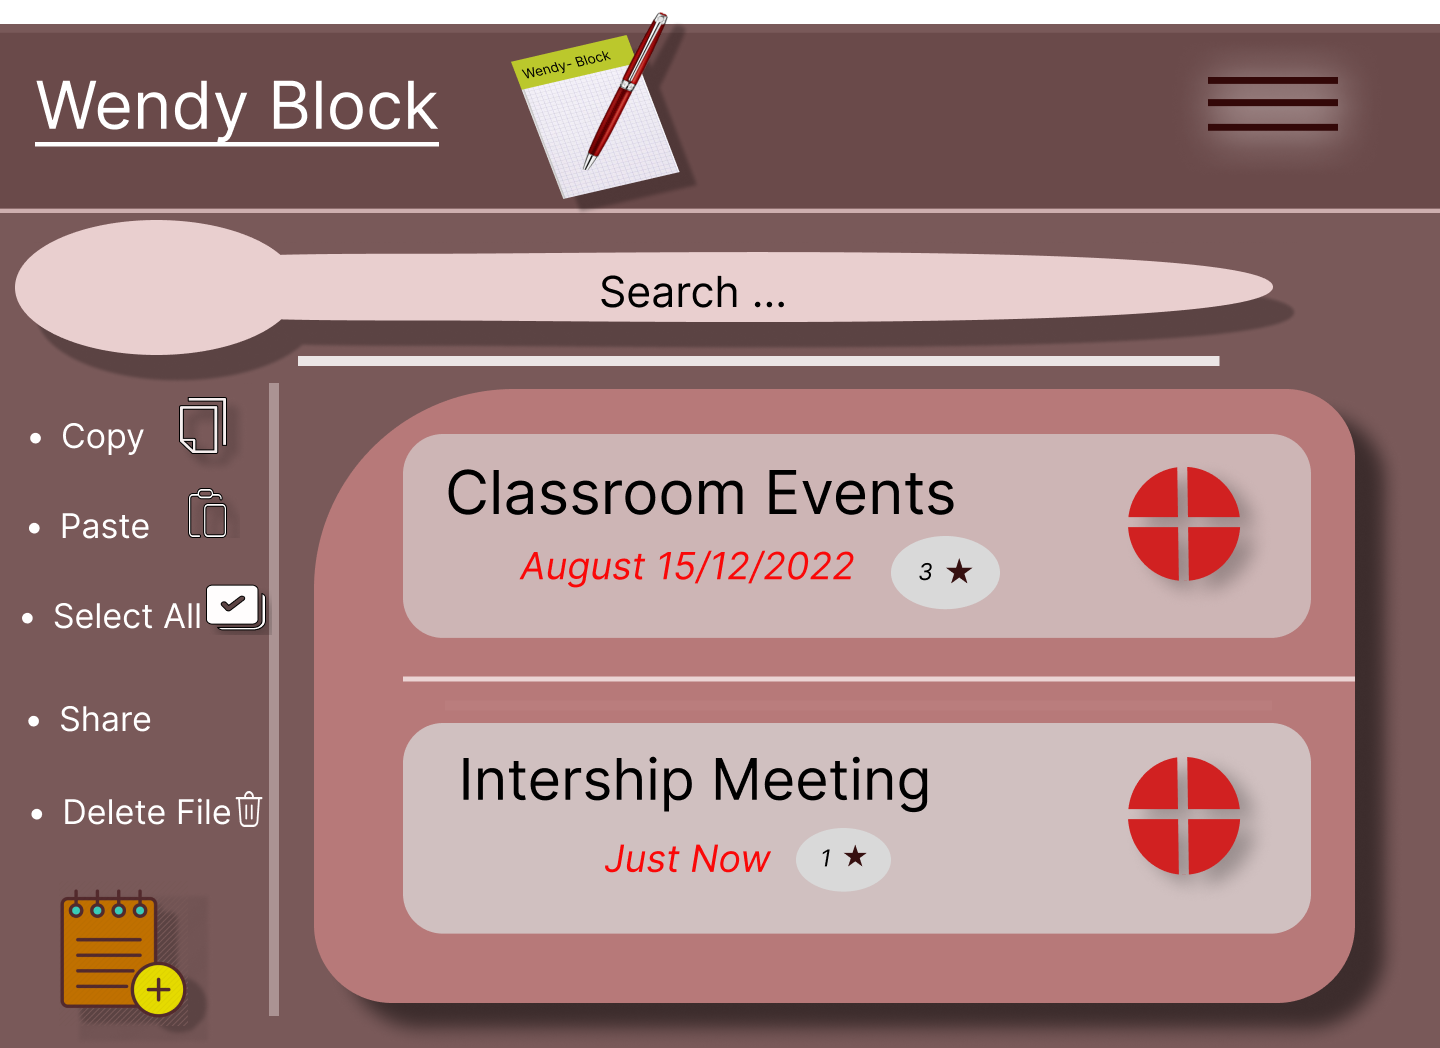 Wendy Block
Wendy- Block
Search ...
Copy
Paste
Select All
Share
Delete File
Classroom Events
August 15/12/2022
3 ★
Intership Meeting
Just Now
1 ★